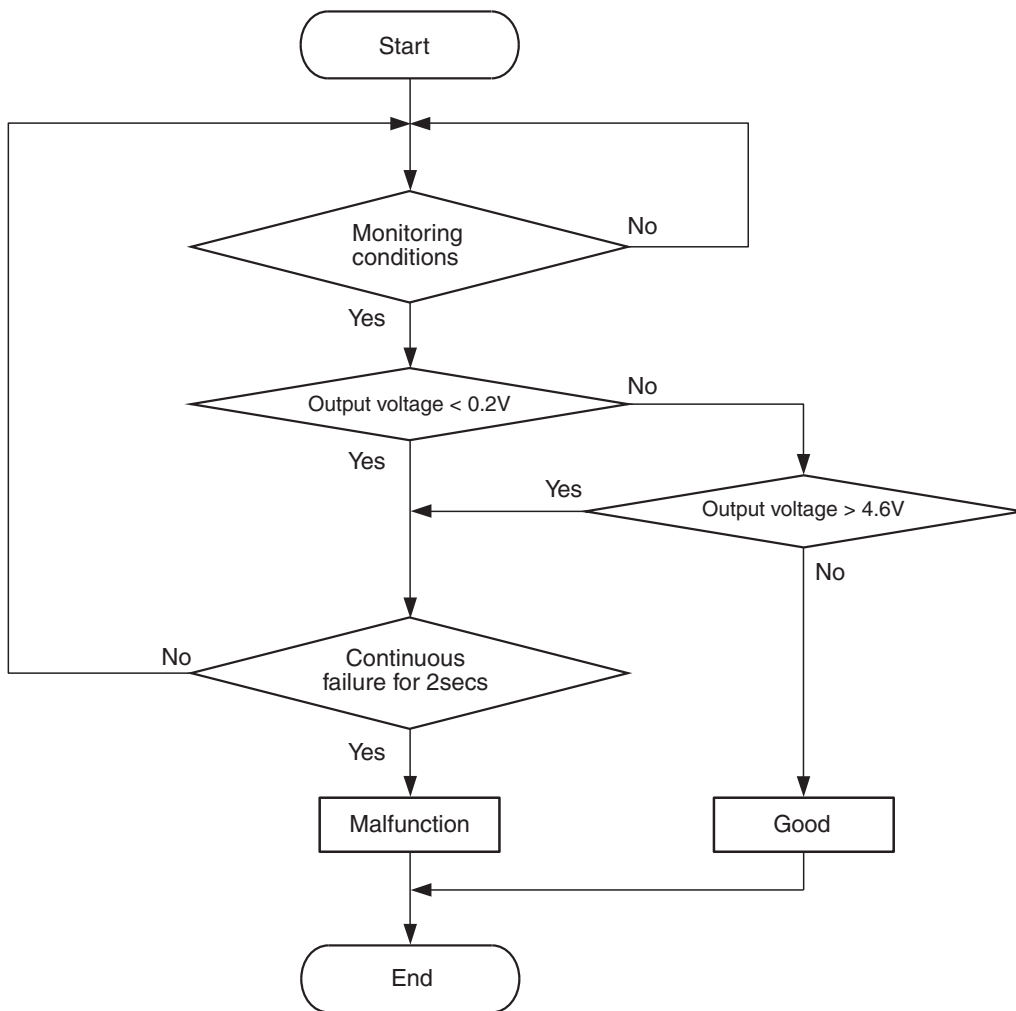 Start
Monitoring
conditions
No
Yes
Output voltage < 0.2V
No
Yes
Output voltage > 4.6V
Yes
No
Continuous
failure for 2secs
No
Yes
Malfunction
Good
End